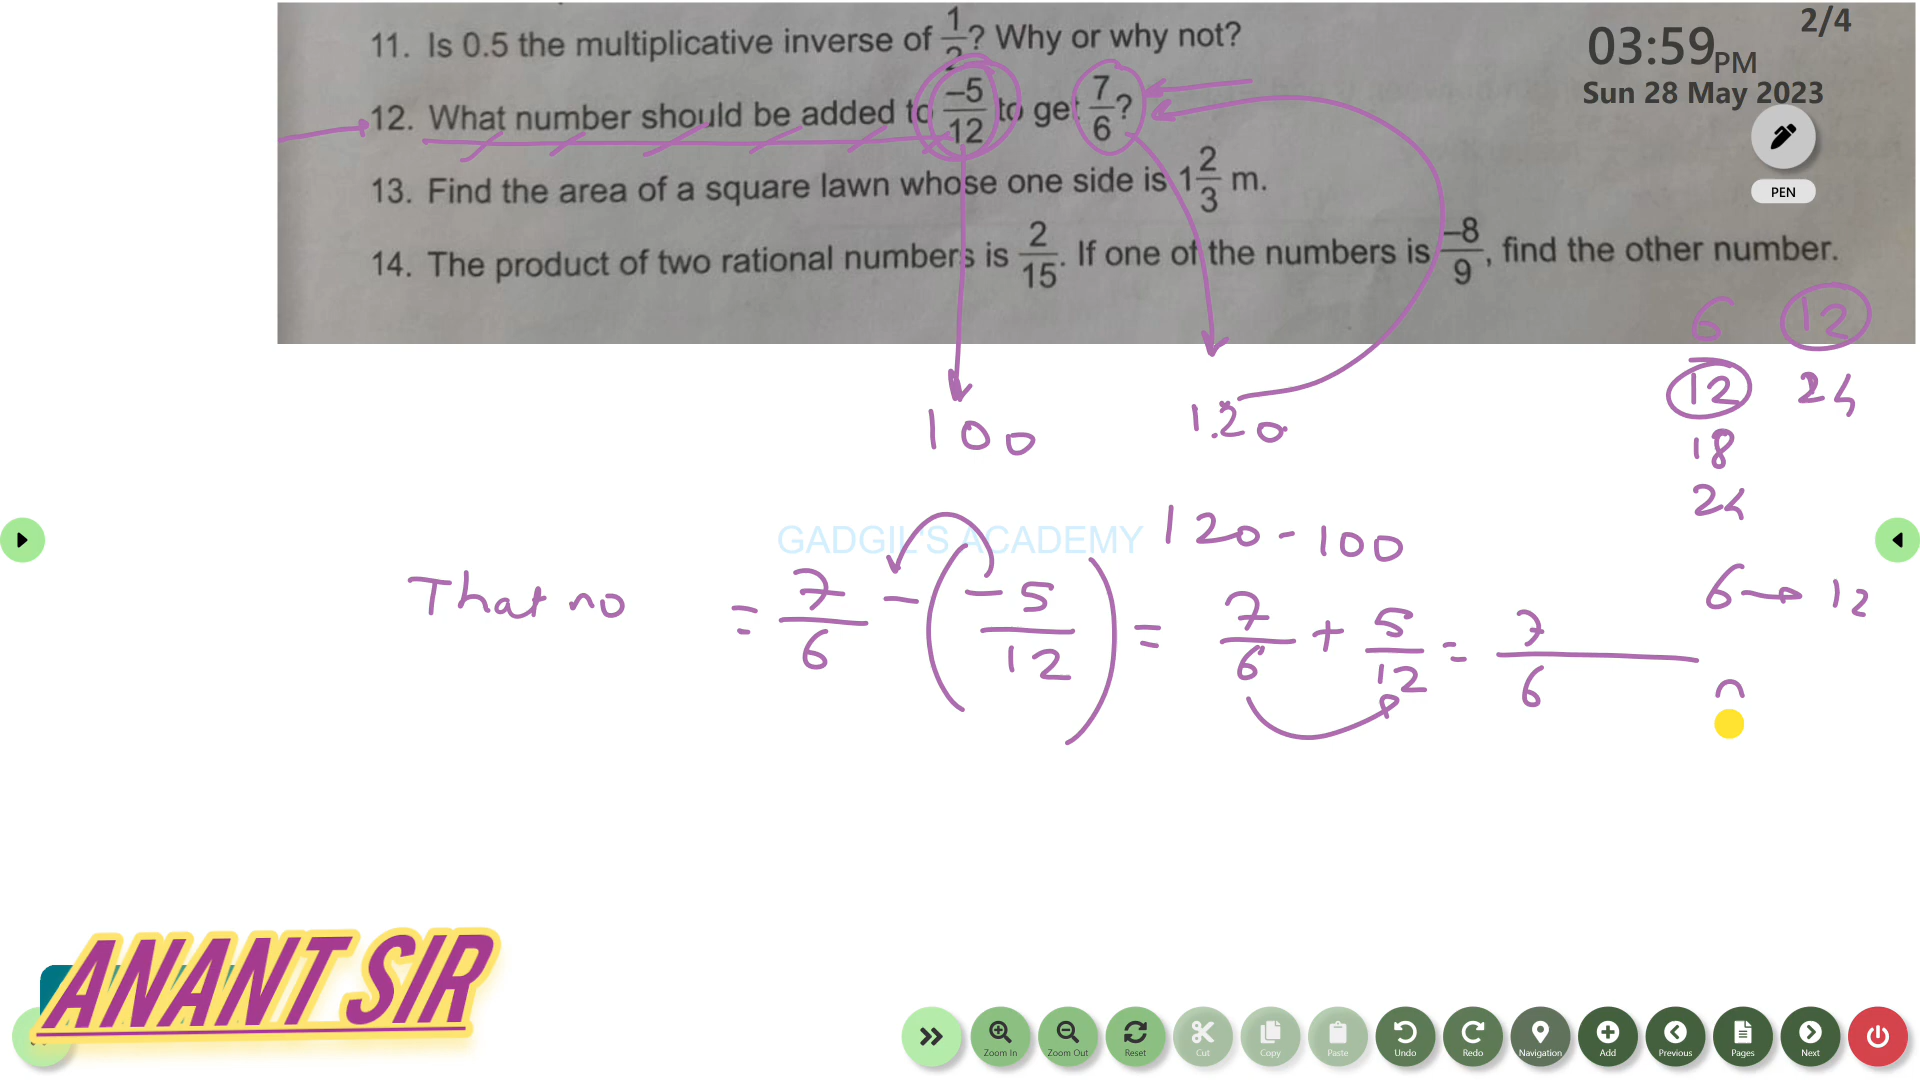 11. Is 0.5 the multiplicative inverse of 1/2? Why or why not?
12. What number should be added to –5/12 to get 7/6?
13. Find the area of a square lawn whose one side is 1 2/3 m.
14. The product of two rational numbers is 2/15. If one of the numbers is –8/9, find the other number.
2/4
03:59PM
Sun 28 May 2023
PEN
6 12
12 24
18
24
100 120
GADGIL'S ACADEMY
120 - 100
6 → 12
That no = 7/6 - (-5/12) = 7/6 + 5/12 = 7/6
ANANT SIR
Zoom In Zoom Out Reset Cut Copy Paste Undo Redo Navigation Add Previous Pages Next